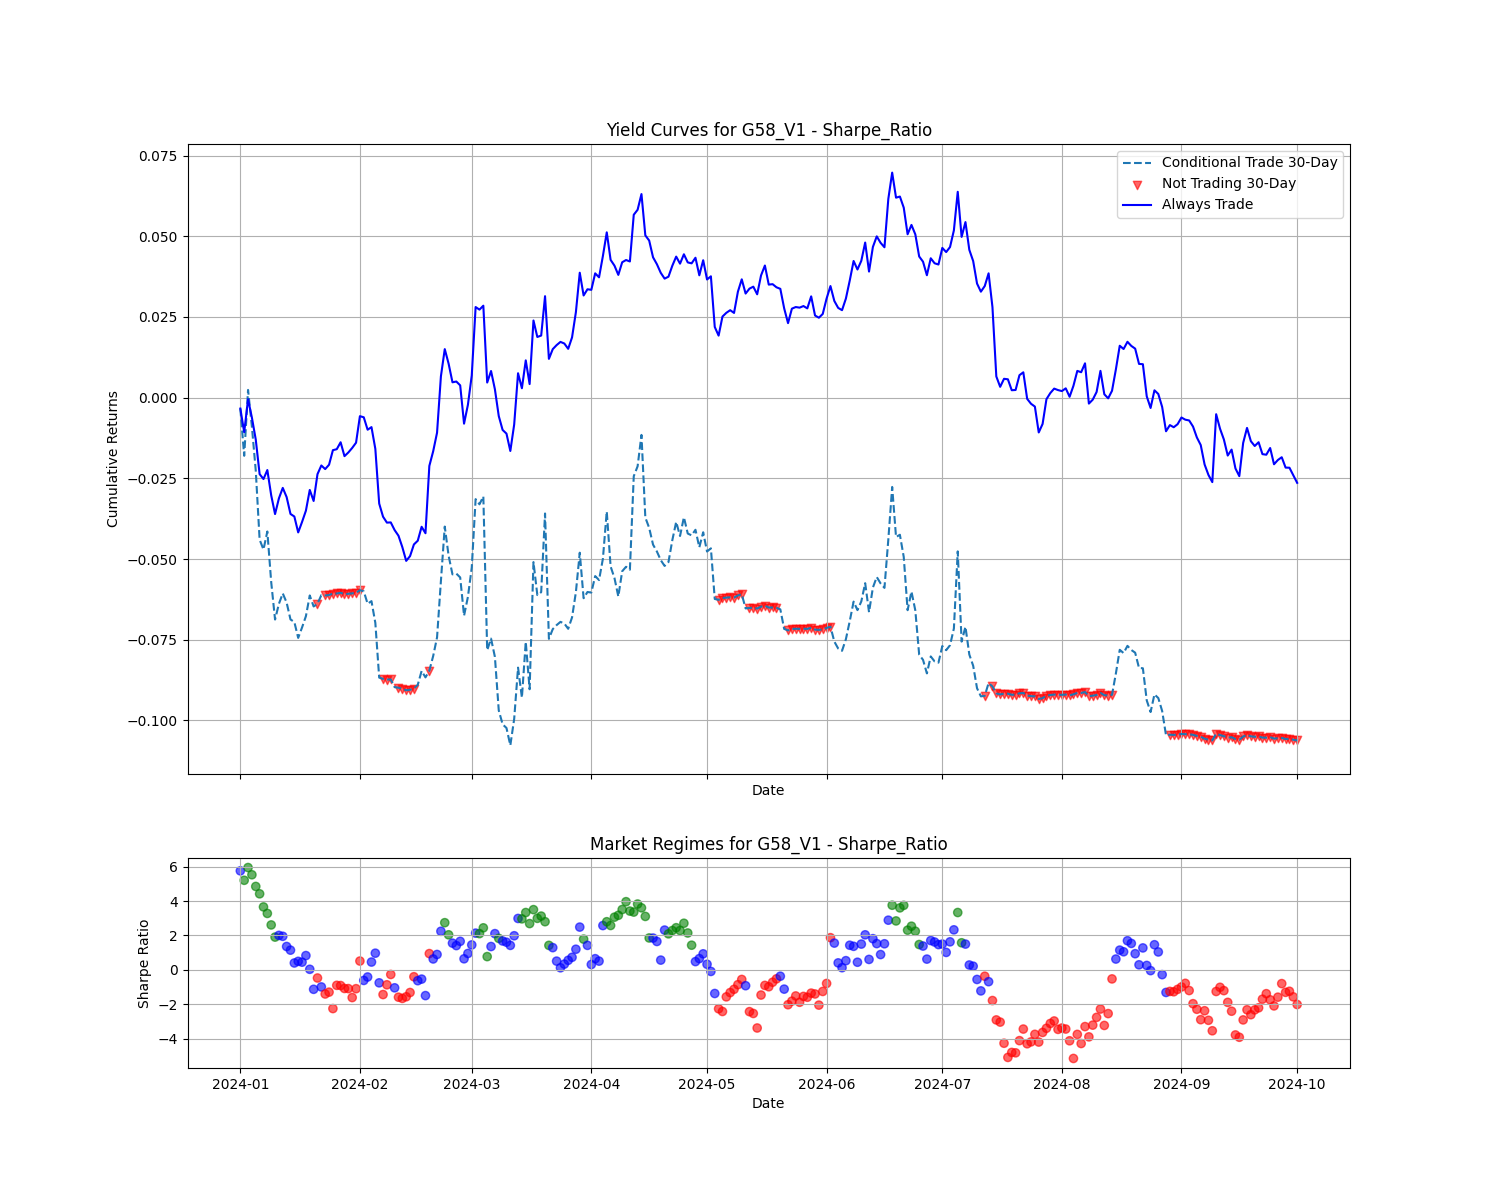 Yield Curves for G58_V1 - Sharpe_Ratio
Conditional Trade 30-Day
Not Trading 30-Day
Always Trade
0.075
0.050
0.025
0.000
−0.025
−0.050
−0.075
−0.100
Cumulative Returns
Date
Market Regimes for G58_V1 - Sharpe_Ratio
6
4
2
0
−2
−4
Sharpe Ratio
2024-01 2024-02 2024-03 2024-04 2024-05 2024-06 2024-07 2024-08 2024-09 2024-10
Date